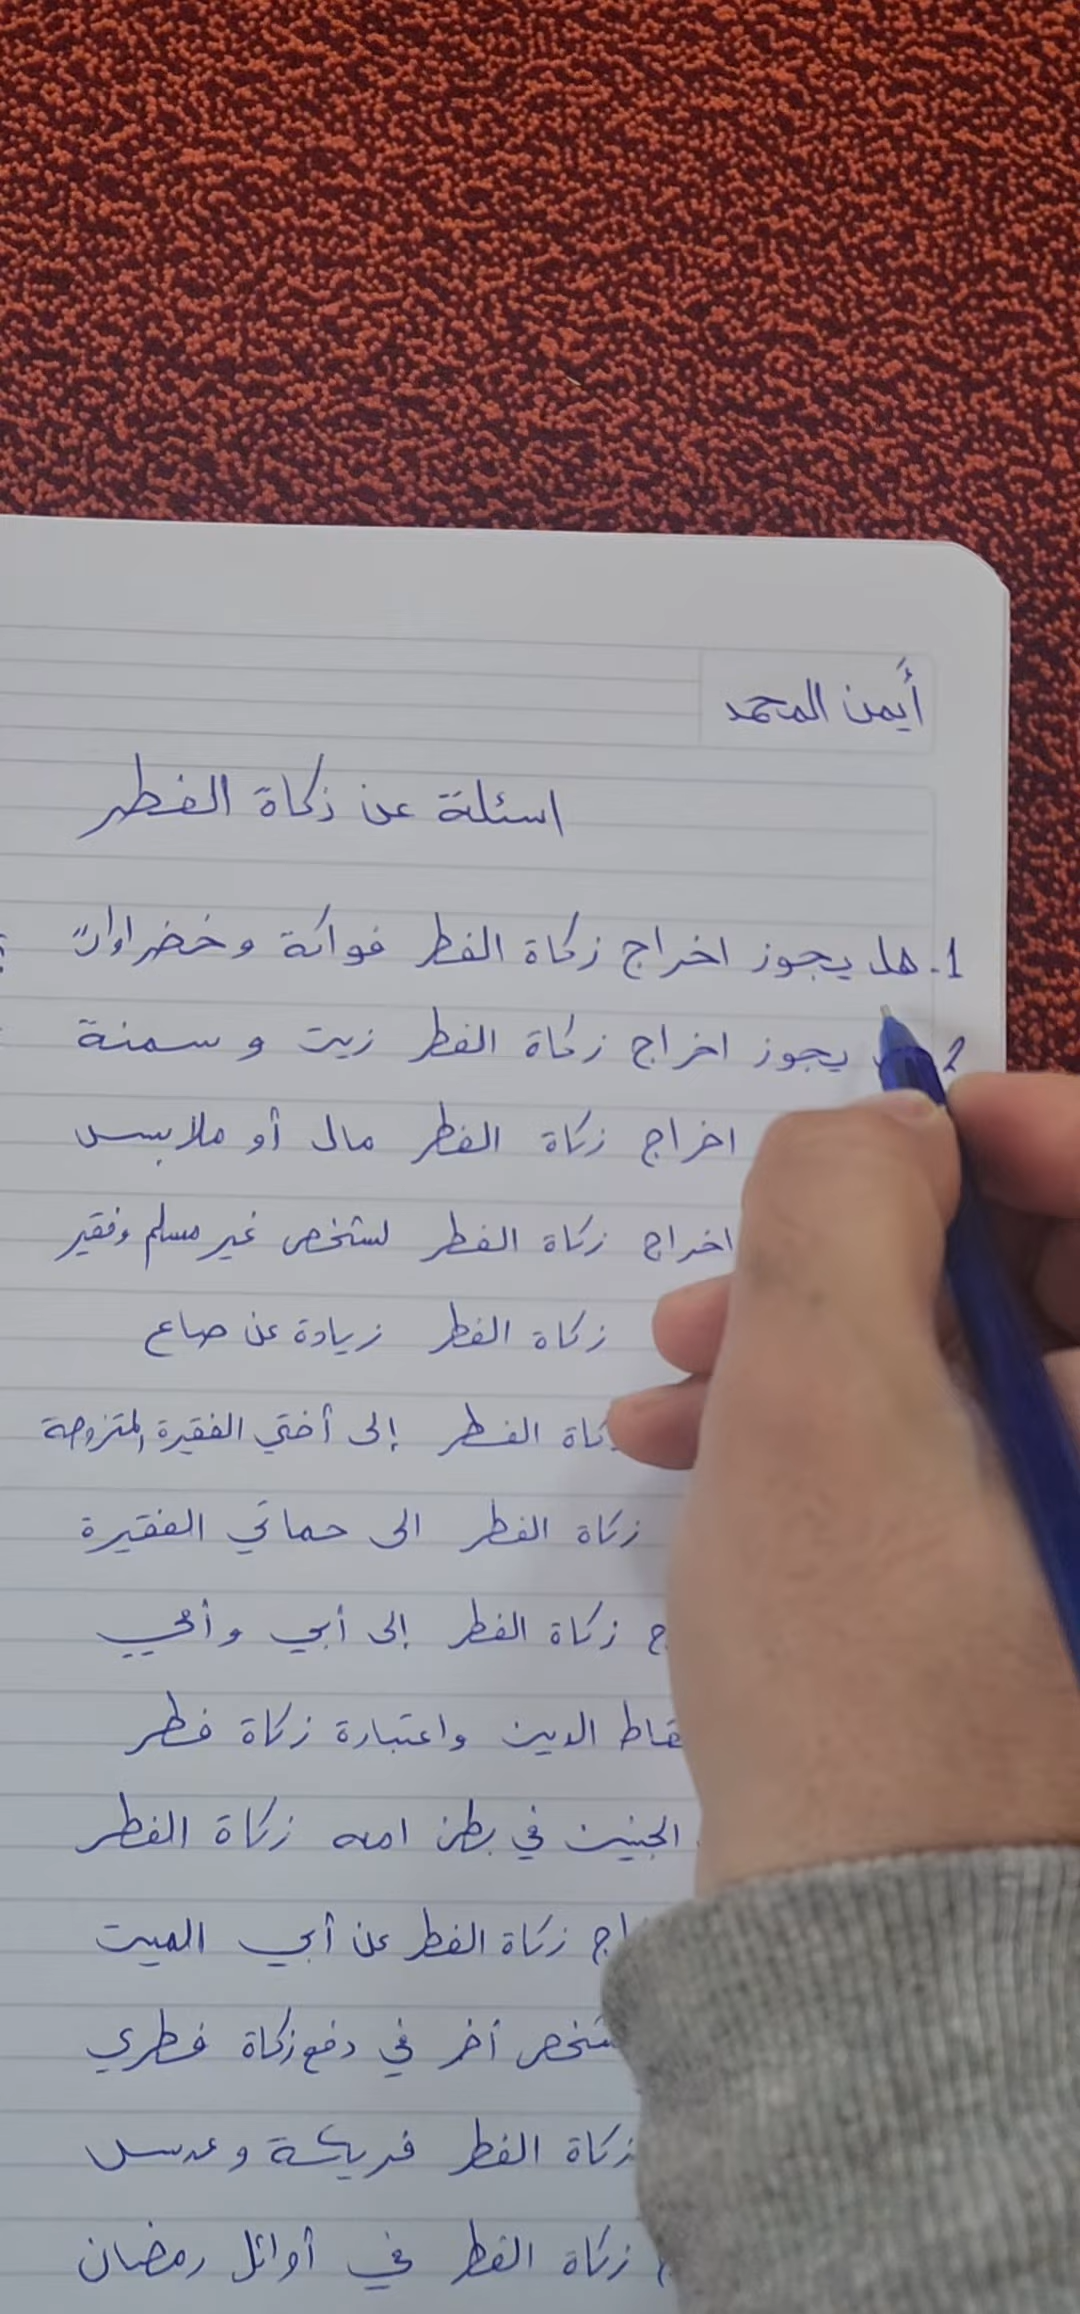 أيمن المحمد
اسئلة عن زكاة الفطر
1. هل يجوز اخراج زكاة الفطر فواكة وخضراوات
2 يجوز اخراج زكاة الفطر زيت و سمنة
اخراج زكاة الفطر مال أو ملابس
اخراج زكاة الفطر لشخص غير مسلم وفقير
زكاة الفطر زيادة عن صاع
الفطر إلى أختي الفقيرة المتزوجة
زكاة الفطر الى حماتي الفقيرة
زكاة الفطر إلى أبي وأمي
الدين واعتبارة زكاة فطر
الجنين في بطن امه زكاة الفطر
زكاة الفطر عن أبي الميت
شخص أخر في دفع زكاة فطري
زكاة الفطر فريكة وعدس
زكاة الفطر في أوائل رمضان